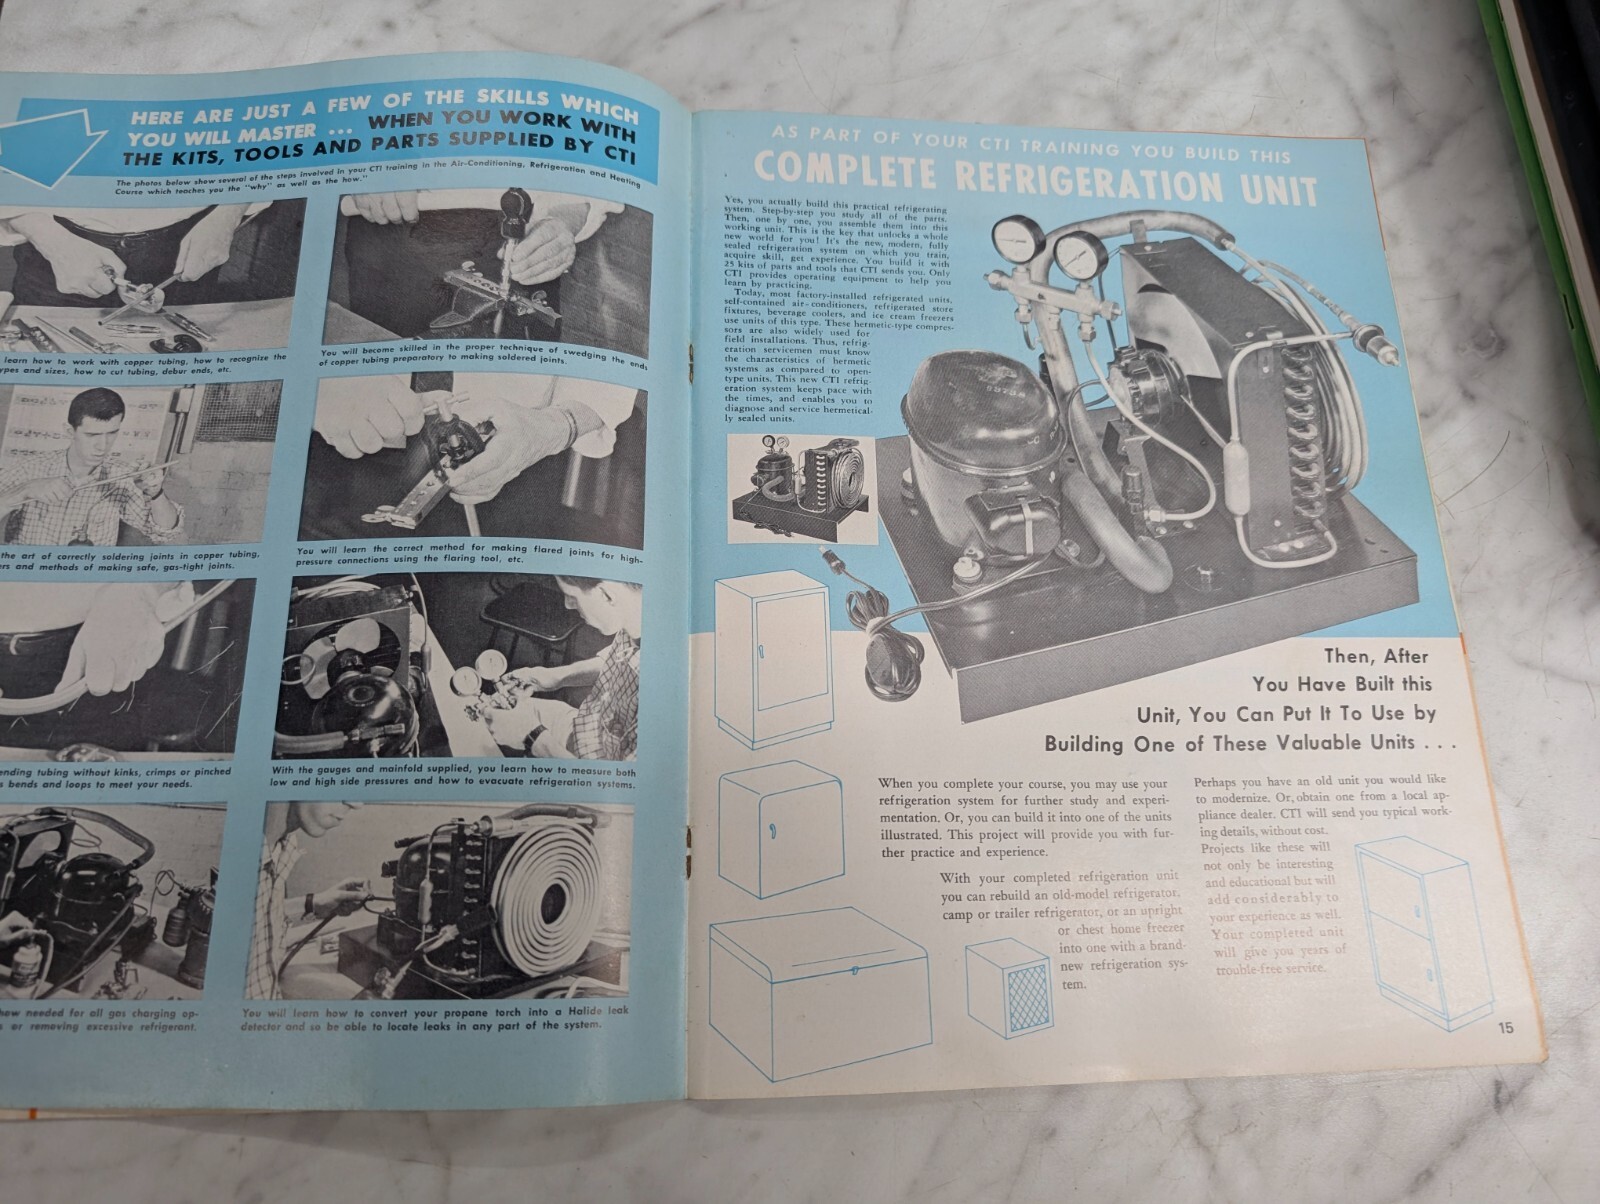 HERE ARE JUST A FEW OF THE SKILLS WHICH
YOU WILL MASTER ... WHEN YOU WORK WITH
THE KITS, TOOLS AND PARTS SUPPLIED BY CTI
The photos below show several of the steps involved in your CTI training in the Air-Conditioning, Refrigeration and Heating
Course which teaches you the "why" as well as the how."
learn how to work with copper tubing, how to recognize the
ypes and sizes, how to cut tubing, debur ends, etc.
You will become skilled in the proper technique of swedging the ends
of copper tubing preparatory to making soldered joints.
the art of correctly soldering joints in copper tubing,
ers and methods of making safe, gas-tight joints.
You will learn the correct method for making flared joints for high-
pressure connections using the flaring tool, etc.
ending tubing without kinks, crimps or pinched
s bends and loops to meet your needs.
With the gauges and mainfold supplied, you learn how to measure both
low and high side pressures and how to evacuate refrigeration systems.
how needed for all gas charging op-
s or removing excessive refrigerant.
You will learn how to convert your propane torch into a Halide leak
detector and so be able to locate leaks in any part of the system.
AS PART OF YOUR CTI TRAINING YOU BUILD THIS
COMPLETE REFRIGERATION UNIT
Yes, you actually build this practical refrigerating
system. Step-by-step you study all of the parts.
Then, one by one, you assemble them into this
working unit. This is the key that unlocks a whole
new world for you! It's the new, modern, fully
sealed refrigeration system on which you train,
acquire skill, get experience. You build it with
25 kits of parts and tools that CTI sends you. Only
CTI provides operating equipment to help you
learn by practicing.
Today, most factory-installed refrigerated units,
self-contained air-conditioners, refrigerated store
fixtures, beverage coolers, and ice cream freezers
use units of this type. These hermetic-type compres-
sors are also widely used for
field installations. Thus, refrig-
eration servicemen must know
the characteristics of hermetic
systems as compared to open-
type units. This new CTI refrig-
eration system keeps pace with
the times, and enables you to
diagnose and service hermetical-
ly sealed units.
Then, After
You Have Built this
Unit, You Can Put It To Use by
Building One of These Valuable Units . . .
When you complete your course, you may use your
refrigeration system for further study and experi-
mentation. Or, you can build it into one of the units
illustrated. This project will provide you with fur-
ther practice and experience.
With your completed refrigeration unit
you can rebuild an old-model refrigerator,
camp or trailer refrigerator, or an upright
or chest home freezer
into one with a brand-
new refrigeration sys-
tem.
Perhaps you have an old unit you would like
to modernize. Or, obtain one from a local ap-
pliance dealer. CTI will send you typical work-
ing details, without cost.
Projects like these will
not only be interesting
and educational but will
add considerably to
your experience as well.
Your completed unit
will give you years of
trouble-free service.
15